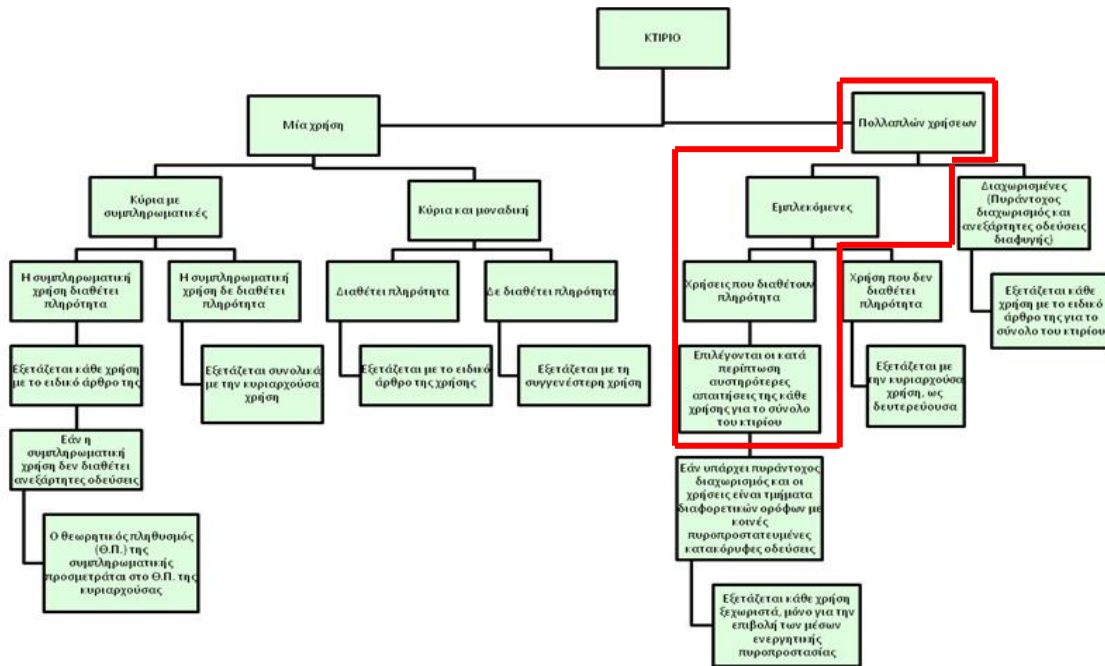 ΚΤΙΡΙΟ
Μία χρήση
Πολλαπλών χρήσεων
Κύρια με
συμπληρωματικές
Κύρια και μοναδική
Εμπλεκόμενες
Διαχωρισμένες
(Πυράντοχος
διαχωρισμός και
ανεξάρτητες οδεύσεις
διαφυγής)
Η συμπληρωματική
χρήση διαθέτει
πληρότητα
Η συμπληρωματική
χρήση δε διαθέτει
πληρότητα
Διαθέτει πληρότητα
Δε διαθέτει πληρότητα
Χρήσεις που διαθέτουν
πληρότητα
Χρήση που δεν
διαθέτει
πληρότητα
Εξετάζεται κάθε
χρήση με το ειδικό
άρθρο της για το
σύνολο του κτιρίου
Εξετάζεται κάθε χρήση
με το ειδικό άρθρο της
Εξετάζεται συνολικά
με την κυριαρχούσα
χρήση
Εξετάζεται με το ειδικό
άρθρο της χρήσης
Εξετάζεται με τη
συγγενέστερη χρήση
Επιλέγονται οι κατά
περίπτωση
αυστηρότερες
απαιτήσεις της κάθε
χρήσης για το σύνολο
του κτιρίου
Εξετάζεται με
την κυριαρχούσα
χρήση, ως
δευτερεύουσα
Εάν η
συμπληρωματική
χρήση δεν διαθέτει
ανεξάρτητες οδεύσεις
Εάν υπάρχει πυράντοχος
διαχωρισμός και οι
χρήσεις είναι τμήματα
διαφορετικών ορόφων με
κοινές
πυροπροστατευμένες
κατακόρυφες οδεύσεις
Ο θεωρητικός πληθυσμός
(Θ.Π.) της
συμπληρωματικής
προσμετράται στο Θ.Π. της
κυριαρχούσας
Εξετάζεται κάθε χρήση
ξεχωριστά, μόνο για την
επιβολή των μέσων
ενεργητικής
πυροπροστασίας